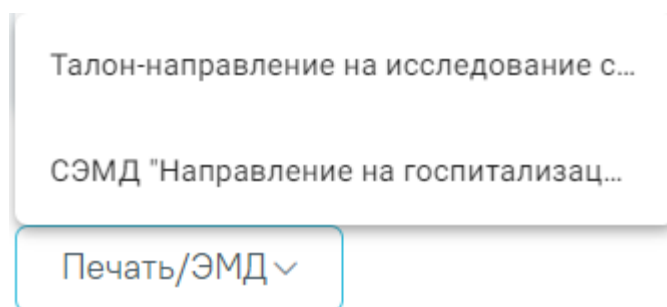 Талон-направление на исследование с...
СЭМД "Направление на госпитализац...
Печать/ЭМД